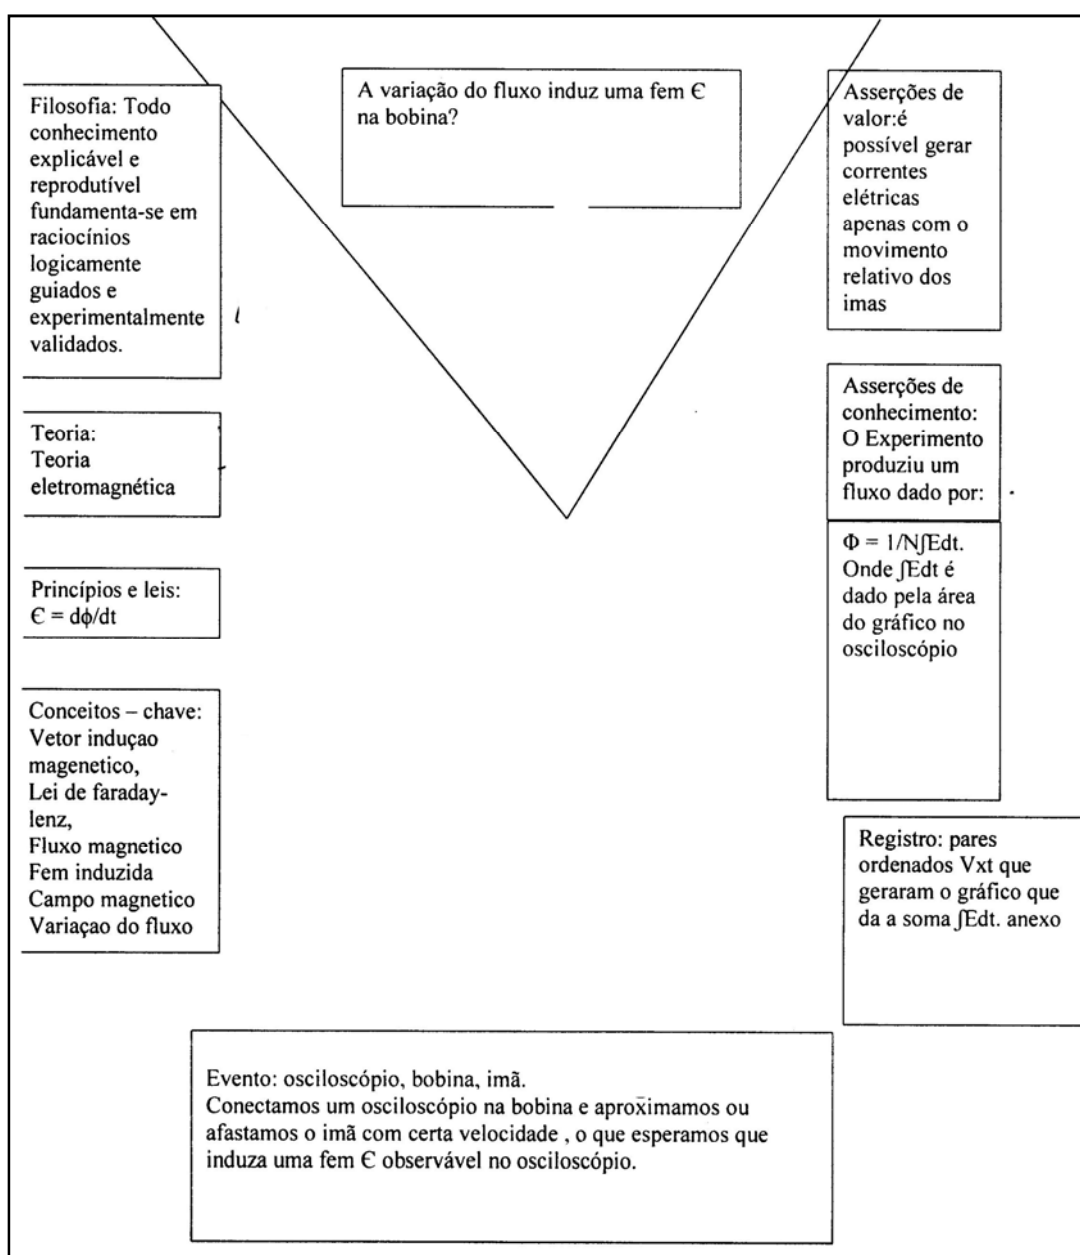 Filosofia: Todo
conhecimento
explicável e
reprodutível
fundamenta-se em
raciocínios
logicamente
guiados e
experimentalmente
validados.
Teoria:
Teoria
eletromagnética
Princípios e leis:
Є = dϕ/dt
Conceitos – chave:
Vetor induçao
magenetico,
Lei de faraday-
lenz,
Fluxo magnetico
Fem induzida
Campo magnetico
Variaçao do fluxo
A variação do fluxo induz uma fem Є
na bobina?
Asserções de
valor:é
possível gerar
correntes
elétricas
apenas com o
movimento
relativo dos
imas
Asserções de
conhecimento:
O Experimento
produziu um
fluxo dado por:
Φ = 1/N∫Edt.
Onde ∫Edt é
dado pela área
do gráfico no
osciloscópio
Registro: pares
ordenados Vxt que
geraram o gráfico que
da a soma ∫Edt. anexo
Evento: osciloscópio, bobina, imã.
Conectamos um osciloscópio na bobina e aproximamos ou
afastamos o imã com certa velocidade , o que esperamos que
induza uma fem Є observável no osciloscópio.